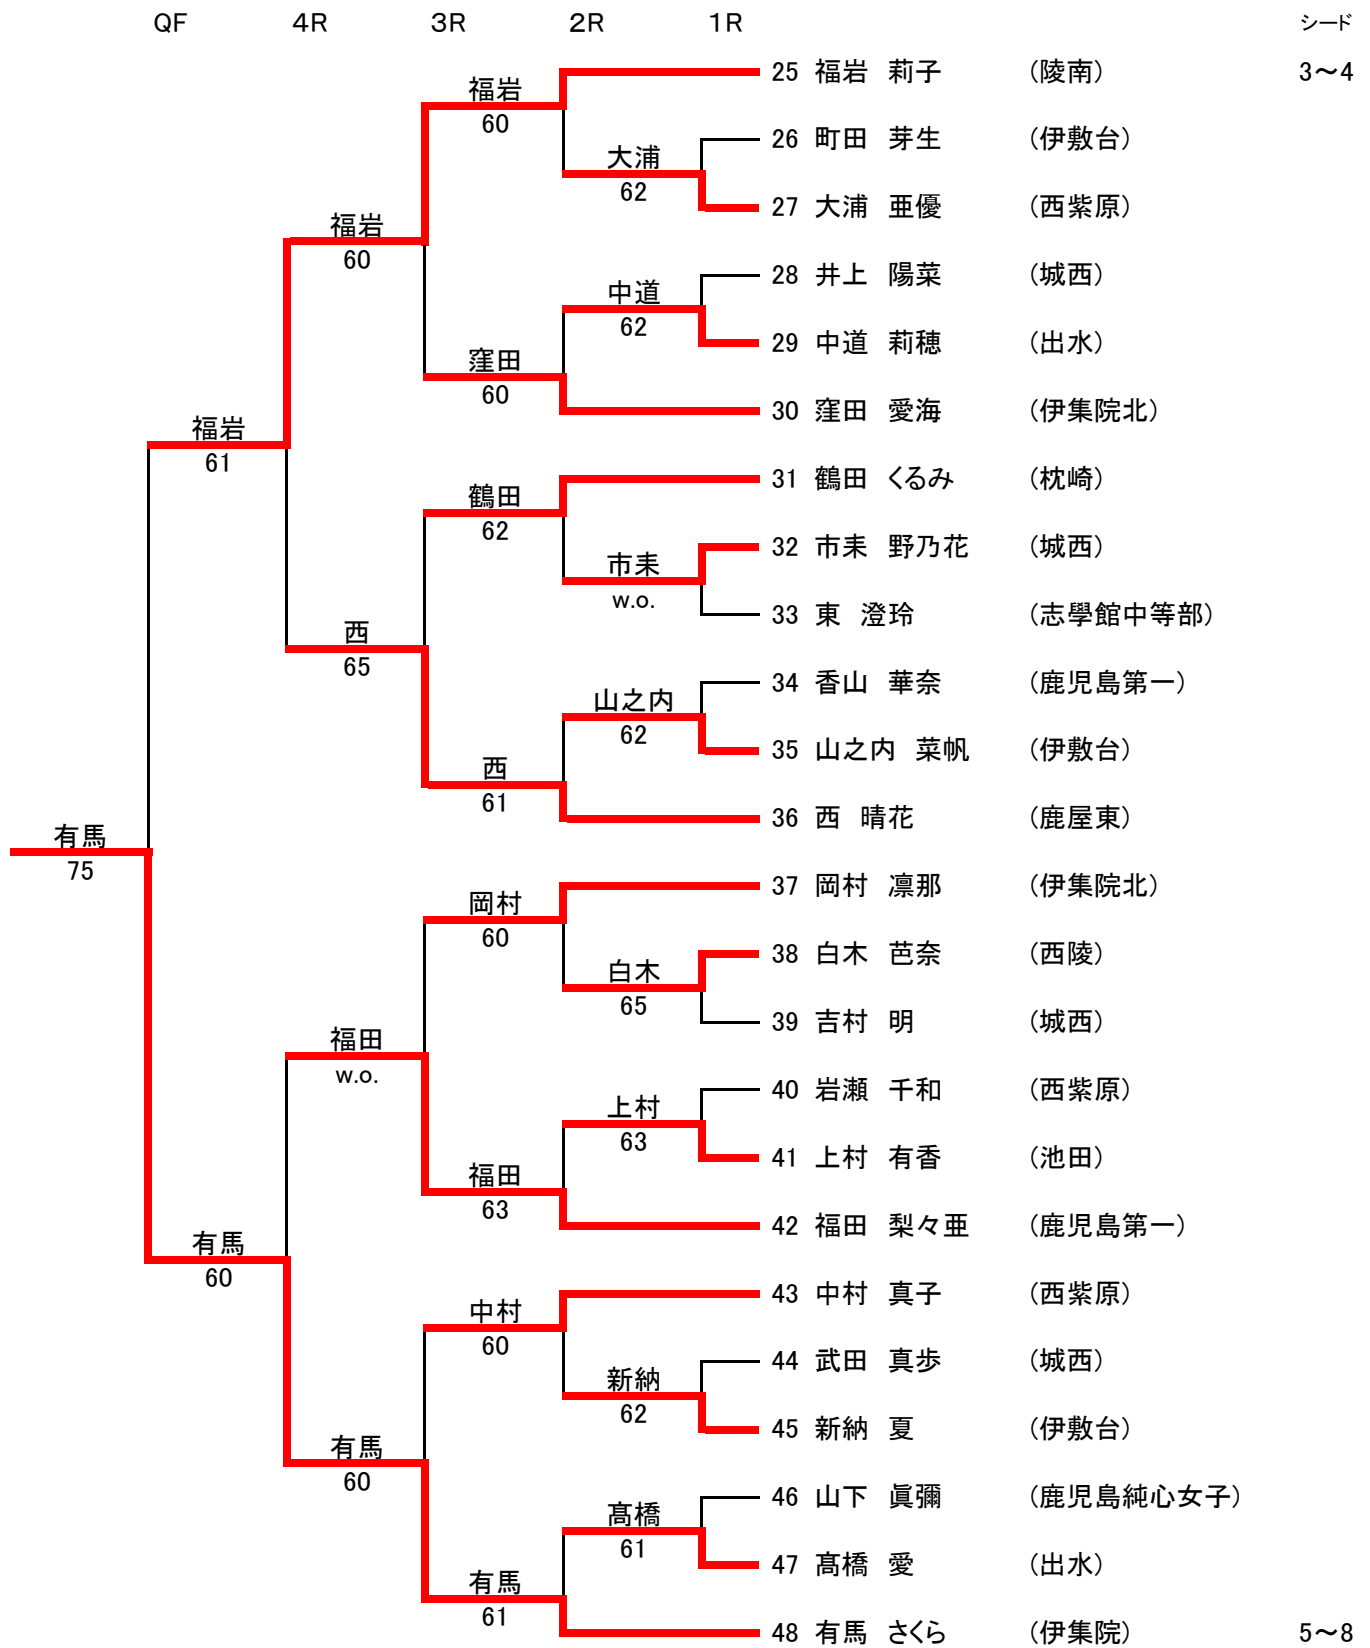 QF 4R 3R 2R 1R シード
25 福岩 莉子 (陵南) 3～4
福岩
60
26 町田 芽生 (伊敷台)
大浦
62
27 大浦 亜優 (西紫原)
福岩
60
28 井上 陽菜 (城西)
中道
62
29 中道 莉穂 (出水)
窪田
60
30 窪田 愛海 (伊集院北)
福岩
61
31 鶴田 くるみ (枕崎)
鶴田
62
32 市耒 野乃花 (城西)
市耒
w.o.
33 東 澄玲 (志學館中等部)
西
65
34 香山 華奈 (鹿児島第一)
山之内
62
35 山之内 菜帆 (伊敷台)
西
61
36 西 晴花 (鹿屋東)
有馬
75
37 岡村 凛那 (伊集院北)
岡村
60
38 白木 芭奈 (西陵)
白木
65
39 吉村 明 (城西)
福田
w.o.
40 岩瀬 千和 (西紫原)
上村
63
41 上村 有香 (池田)
福田
63
42 福田 梨々亜 (鹿児島第一)
有馬
60
43 中村 真子 (西紫原)
中村
60
44 武田 真歩 (城西)
新納
62
45 新納 夏 (伊敷台)
有馬
60
46 山下 眞彌 (鹿児島純心女子)
髙橋
61
47 髙橋 愛 (出水)
有馬
61
48 有馬 さくら (伊集院) 5～8